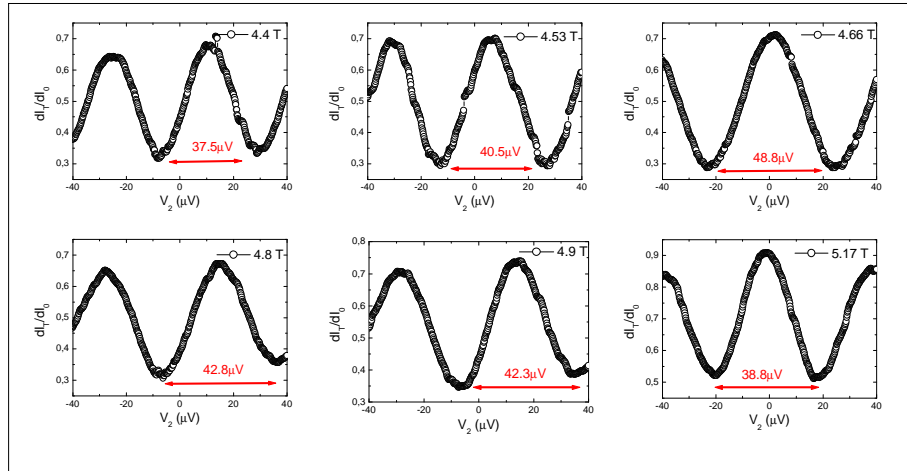 4.4 T
0,7
0,6
0,5
0,4
0,3
dI_T/dI_0
37.5µV
-40 -20 0 20 40
V_2 (µV)
4.53 T
0,7
0,6
0,5
0,4
0,3
dI_T/dI_0
40.5µV
-40 -20 0 20 40
V_2 (µV)
4.66 T
0,7
0,6
0,5
0,4
0,3
dI_T/dI_0
48.8µV
-40 -20 0 20 40
V_2 (µV)
4.8 T
0,7
0,6
0,5
0,4
0,3
dI_T/dI_0
42.8µV
-40 -20 0 20 40
V_2 (µV)
4.9 T
0,8
0,7
0,6
0,5
0,4
0,3
dI_T/dI_0
42.3µV
-40 -20 0 20 40
V_2 (µV)
5.17 T
0,9
0,8
0,7
0,6
0,5
dI_T/dI_0
38.8µV
-40 -20 0 20 40
V_2 (µV)